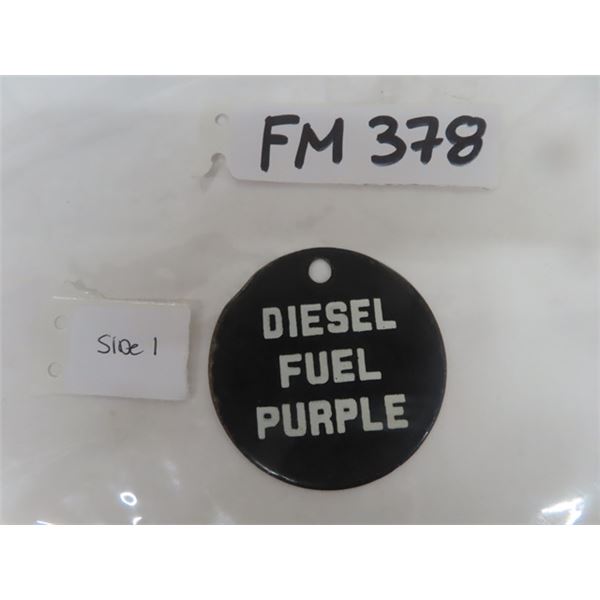 FM 378
Side 1
DIESEL
FUEL
PURPLE